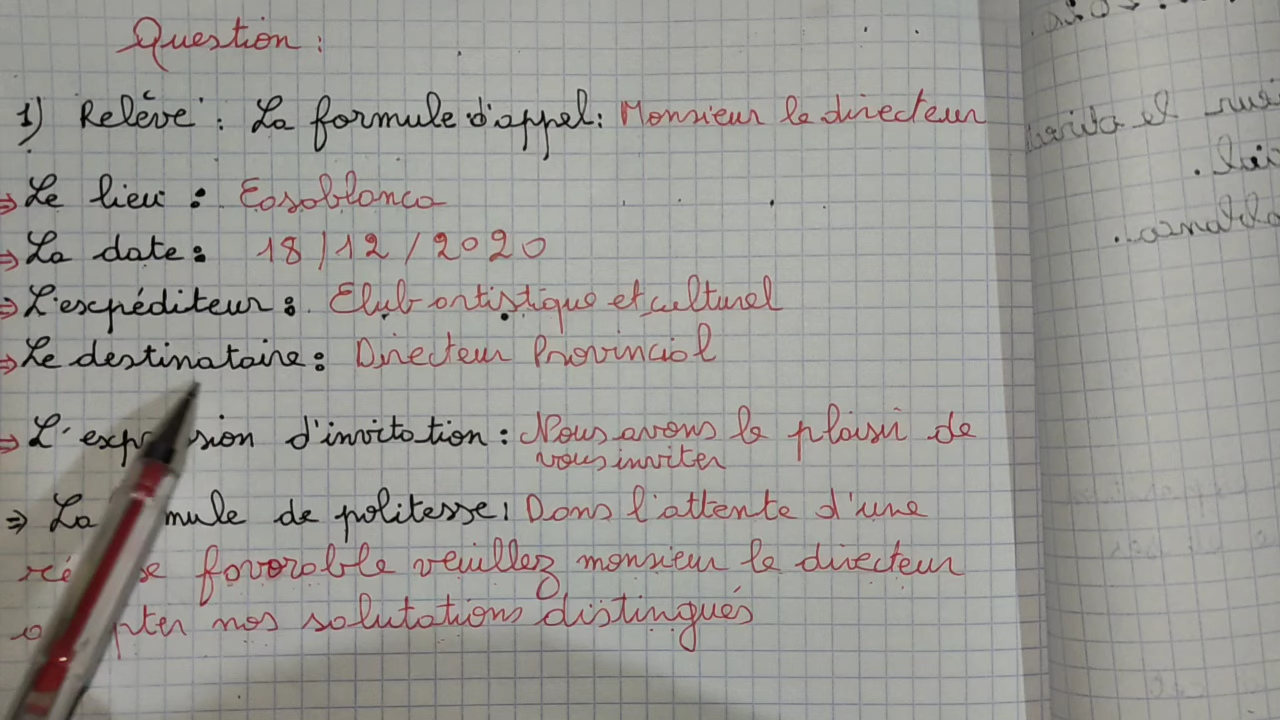 Question :
1) Relève : La formule d'appel : Monsieur le directeur
⇒ Le lieu : Casablanca
⇒ La date : 18/12/2020
⇒ L'expéditeur : Club artistique et culturel
⇒ Le destinataire : Directeur Provincial
⇒ L' d'invitation : Nous avons le plaisir de
vous inviter
⇒ La de politesse : Dans l'attente d'une
favorable veuillez monsieur le directeur
nos salutations distingués